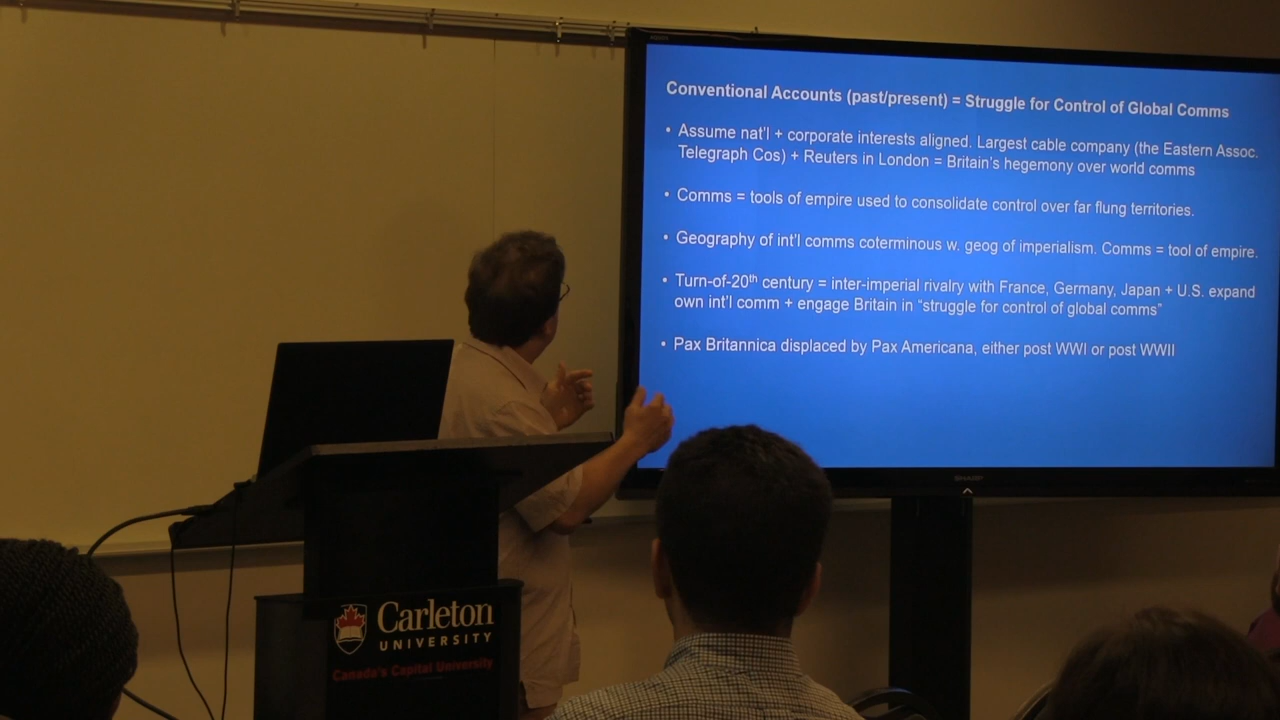 Conventional Accounts (past/present) = Struggle for Control of Global Comms
• Assume nat'l + corporate interests aligned. Largest cable company (the Eastern Assoc.
Telegraph Cos) + Reuters in London = Britain's hegemony over world comms
• Comms = tools of empire used to consolidate control over far flung territories.
• Geography of int'l comms coterminous w. geog of imperialism. Comms = tool of empire.
• Turn-of-20th century = inter-imperial rivalry with France, Germany, Japan + U.S. expand
own int'l comm + engage Britain in "struggle for control of global comms"
• Pax Britannica displaced by Pax Americana, either post WWI or post WWII
SHARP
Carleton
UNIVERSITY
Canada's Capital University